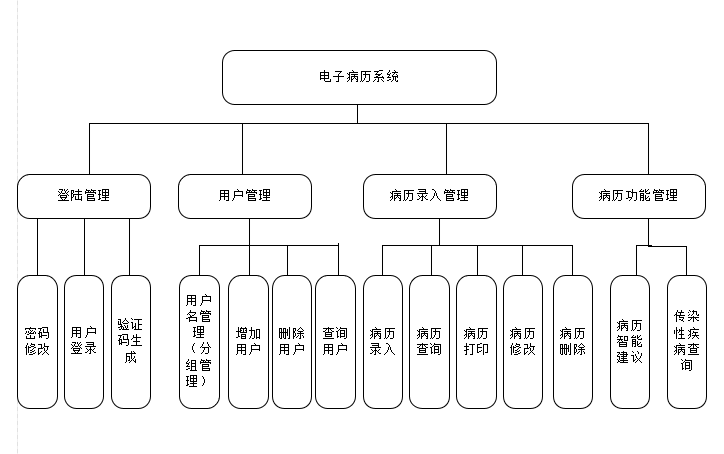 电子病历系统
登陆管理
用户管理
病历录入管理
病历功能管理
密码
修改
用户
登录
验证
码生
成
用户
名管
理
（分
组管
理）
增加
用户
删除
用户
查询
用户
病历
录入
病历
查询
病历
打印
病历
修改
病历
删除
病历
智能
建议
传染
性疾
病查
询